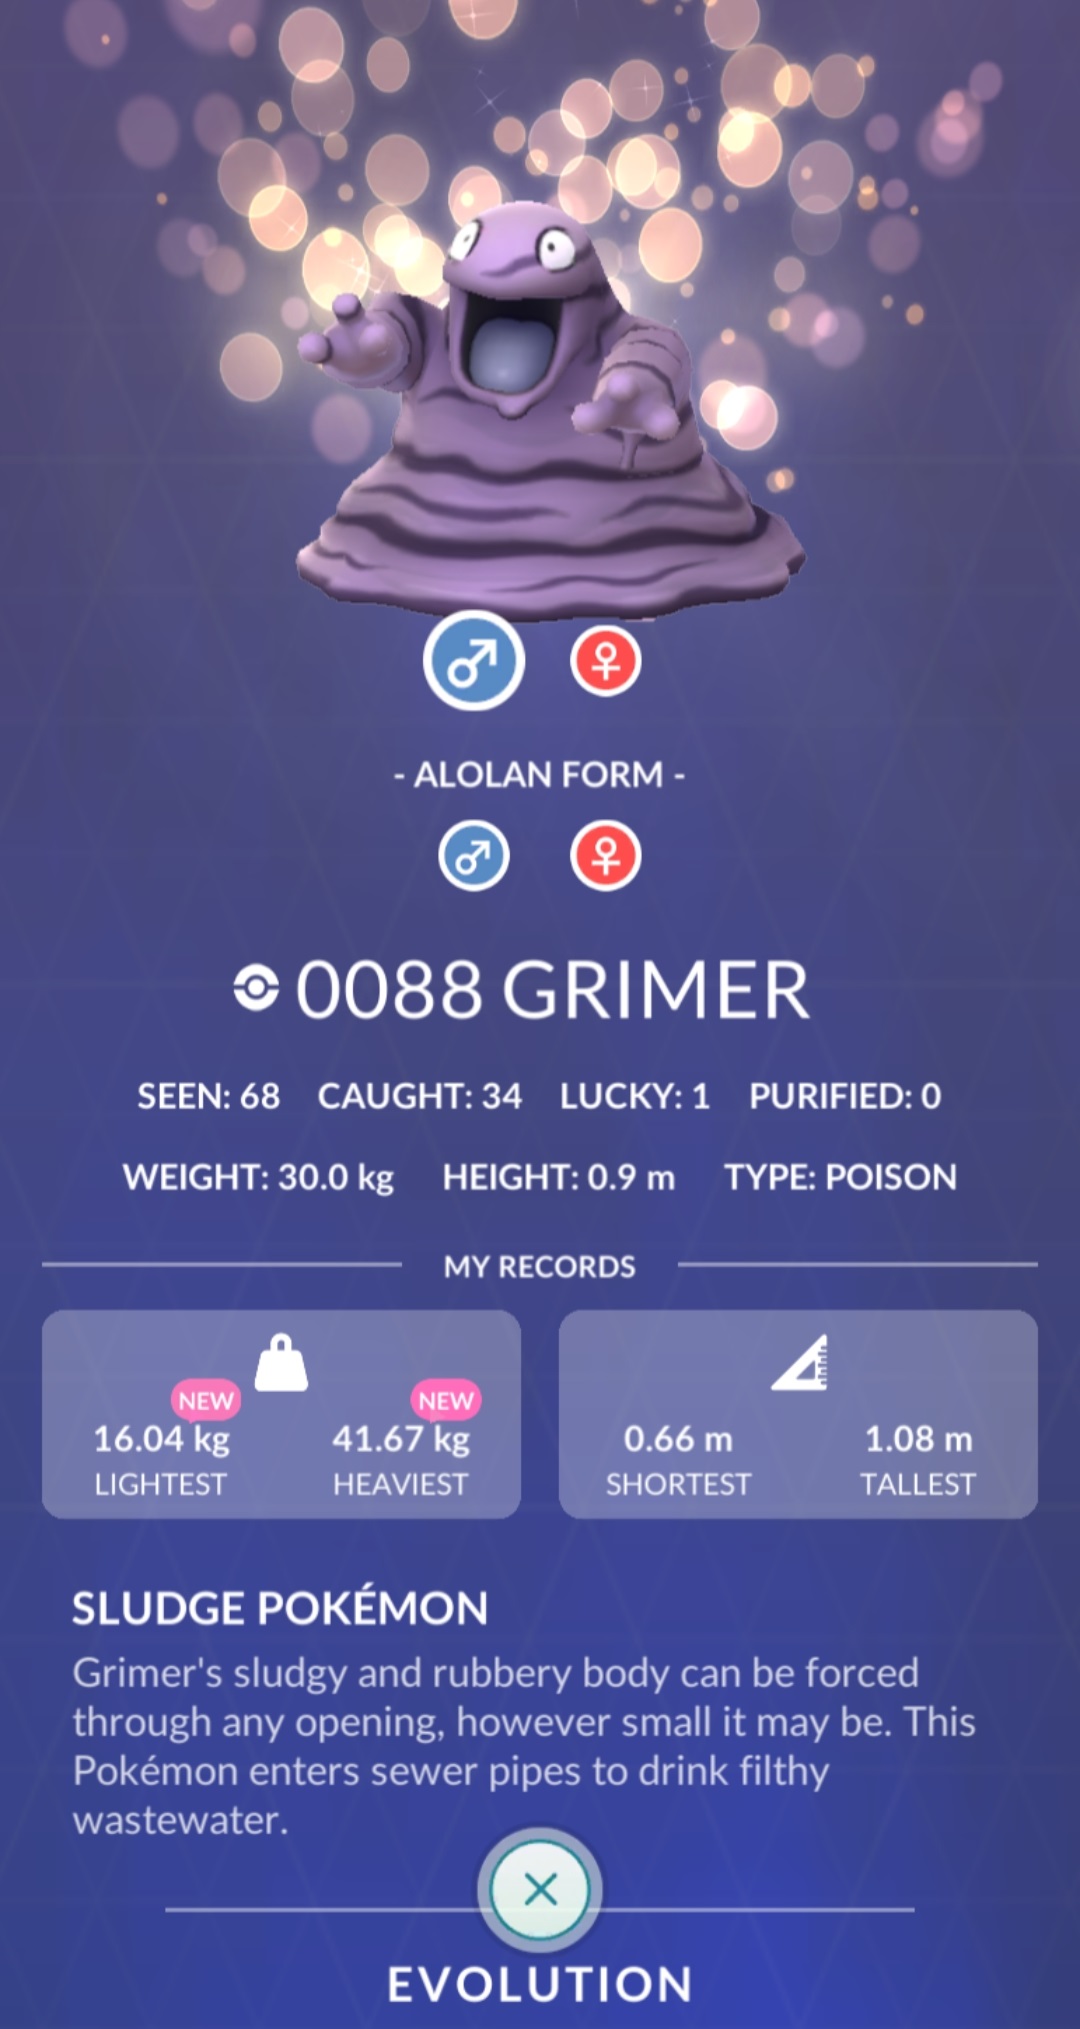 - ALOLAN FORM -
0088 GRIMER
SEEN: 68 CAUGHT: 34 LUCKY: 1 PURIFIED: 0
WEIGHT: 30.0 kg HEIGHT: 0.9 m TYPE: POISON
MY RECORDS
NEW NEW
16.04 kg 41.67 kg 0.66 m 1.08 m
LIGHTEST HEAVIEST SHORTEST TALLEST
SLUDGE POKÉMON
Grimer's sludgy and rubbery body can be forced
through any opening, however small it may be. This
Pokémon enters sewer pipes to drink filthy
wastewater.
EVOLUTION